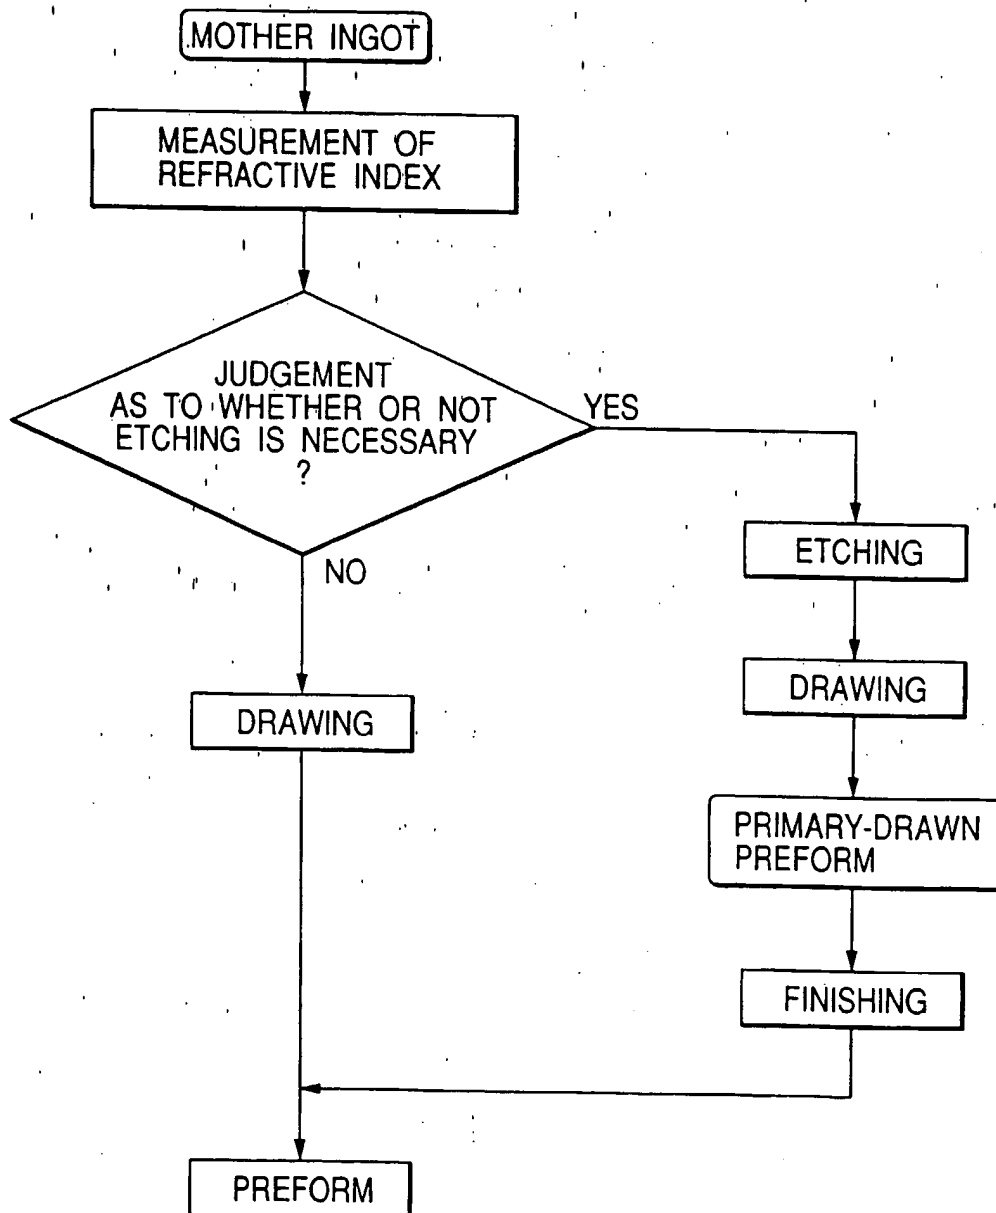 MOTHER INGOT
MEASUREMENT OF
REFRACTIVE INDEX
JUDGEMENT
AS TO WHETHER OR NOT
ETCHING IS NECESSARY
?
YES
NO
ETCHING
DRAWING
DRAWING
PRIMARY-DRAWN
PREFORM
FINISHING
PREFORM